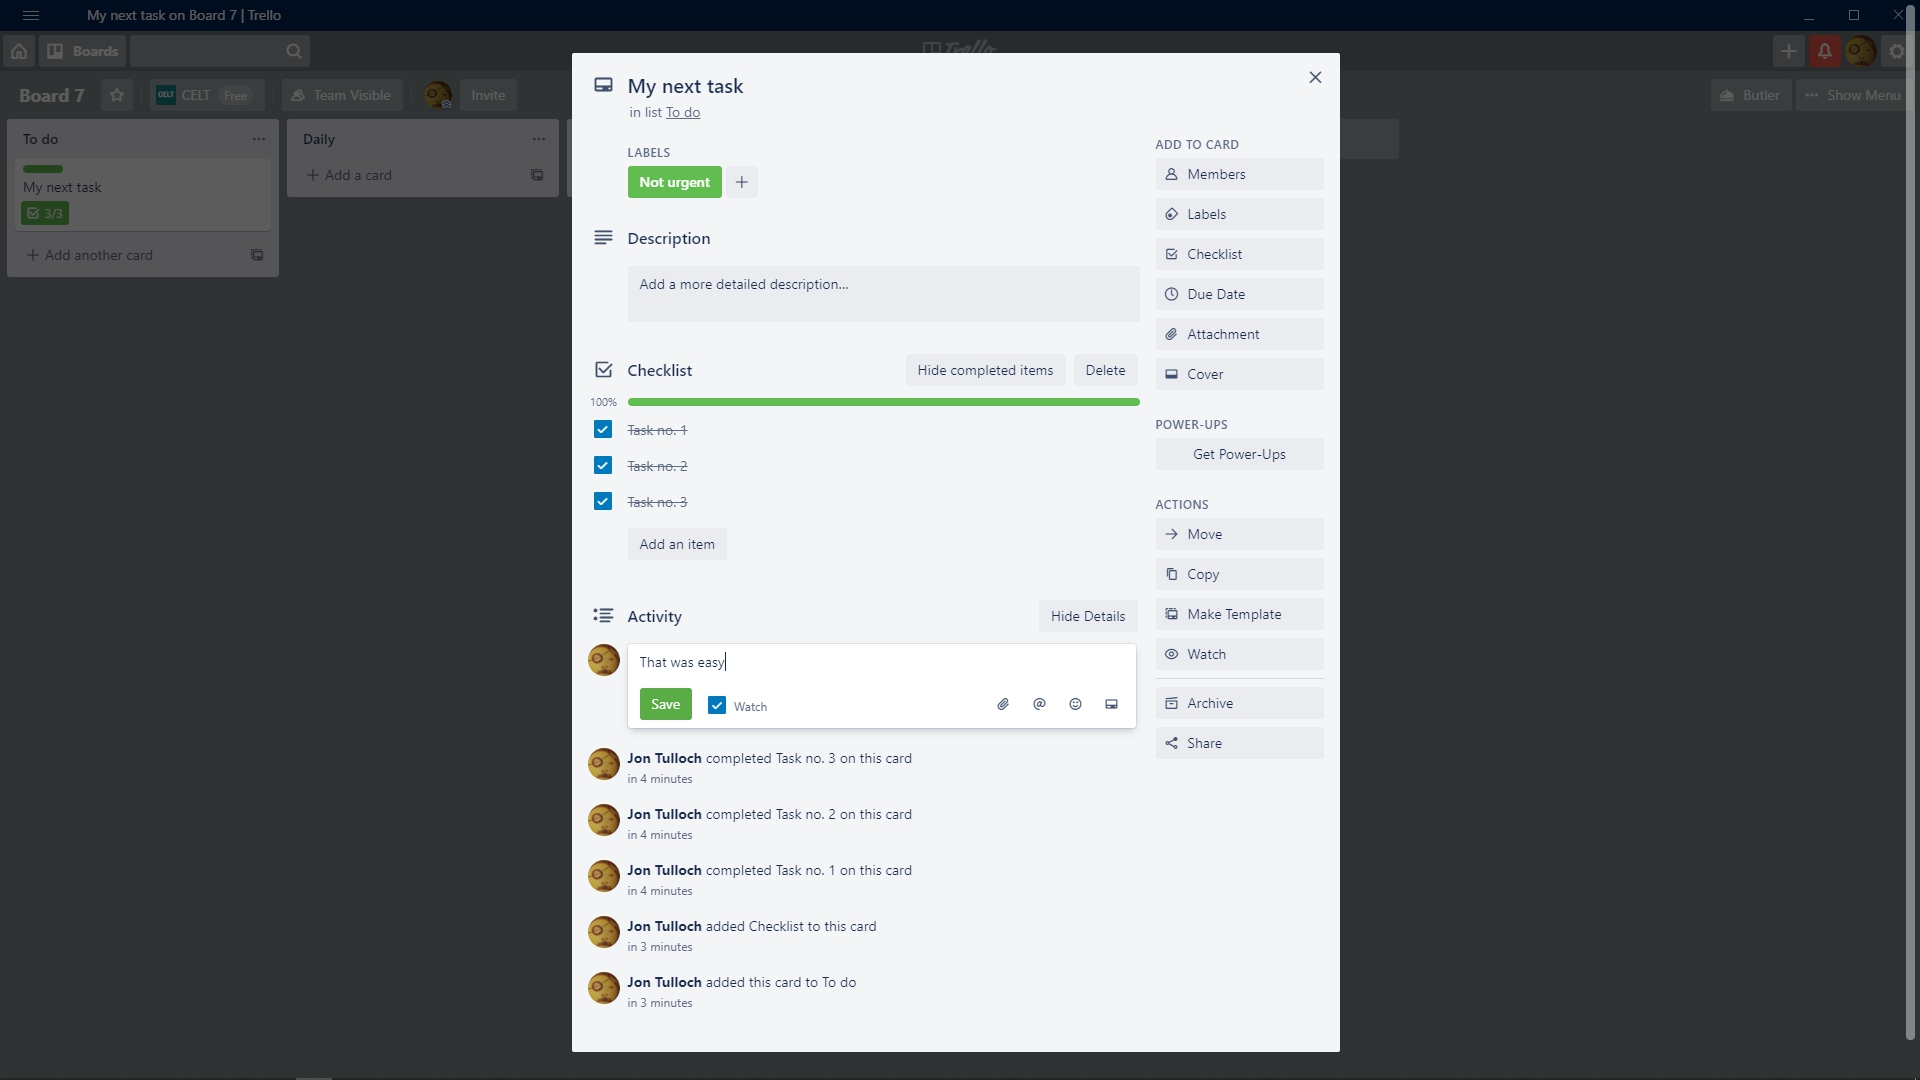 My next task on Board 7 | Trello
Boards
Trello
Board 7
CELT CELT Free
Team Visible
Invite
Butler
Show Menu
To do
My next task
3/3
+ Add another card
Daily
+ Add a card
My next task
in list To do
LABELS
Not urgent
+
Description
Add a more detailed description...
Checklist
Hide completed items
Delete
100%
Task no. 1
Task no. 2
Task no. 3
Add an item
Activity
Hide Details
That was easy
Save
Watch
Jon Tulloch completed Task no. 3 on this card
in 4 minutes
Jon Tulloch completed Task no. 2 on this card
in 4 minutes
Jon Tulloch completed Task no. 1 on this card
in 4 minutes
Jon Tulloch added Checklist to this card
in 3 minutes
Jon Tulloch added this card to To do
in 3 minutes
ADD TO CARD
Members
Labels
Checklist
Due Date
Attachment
Cover
POWER-UPS
Get Power-Ups
ACTIONS
Move
Copy
Make Template
Watch
Archive
Share